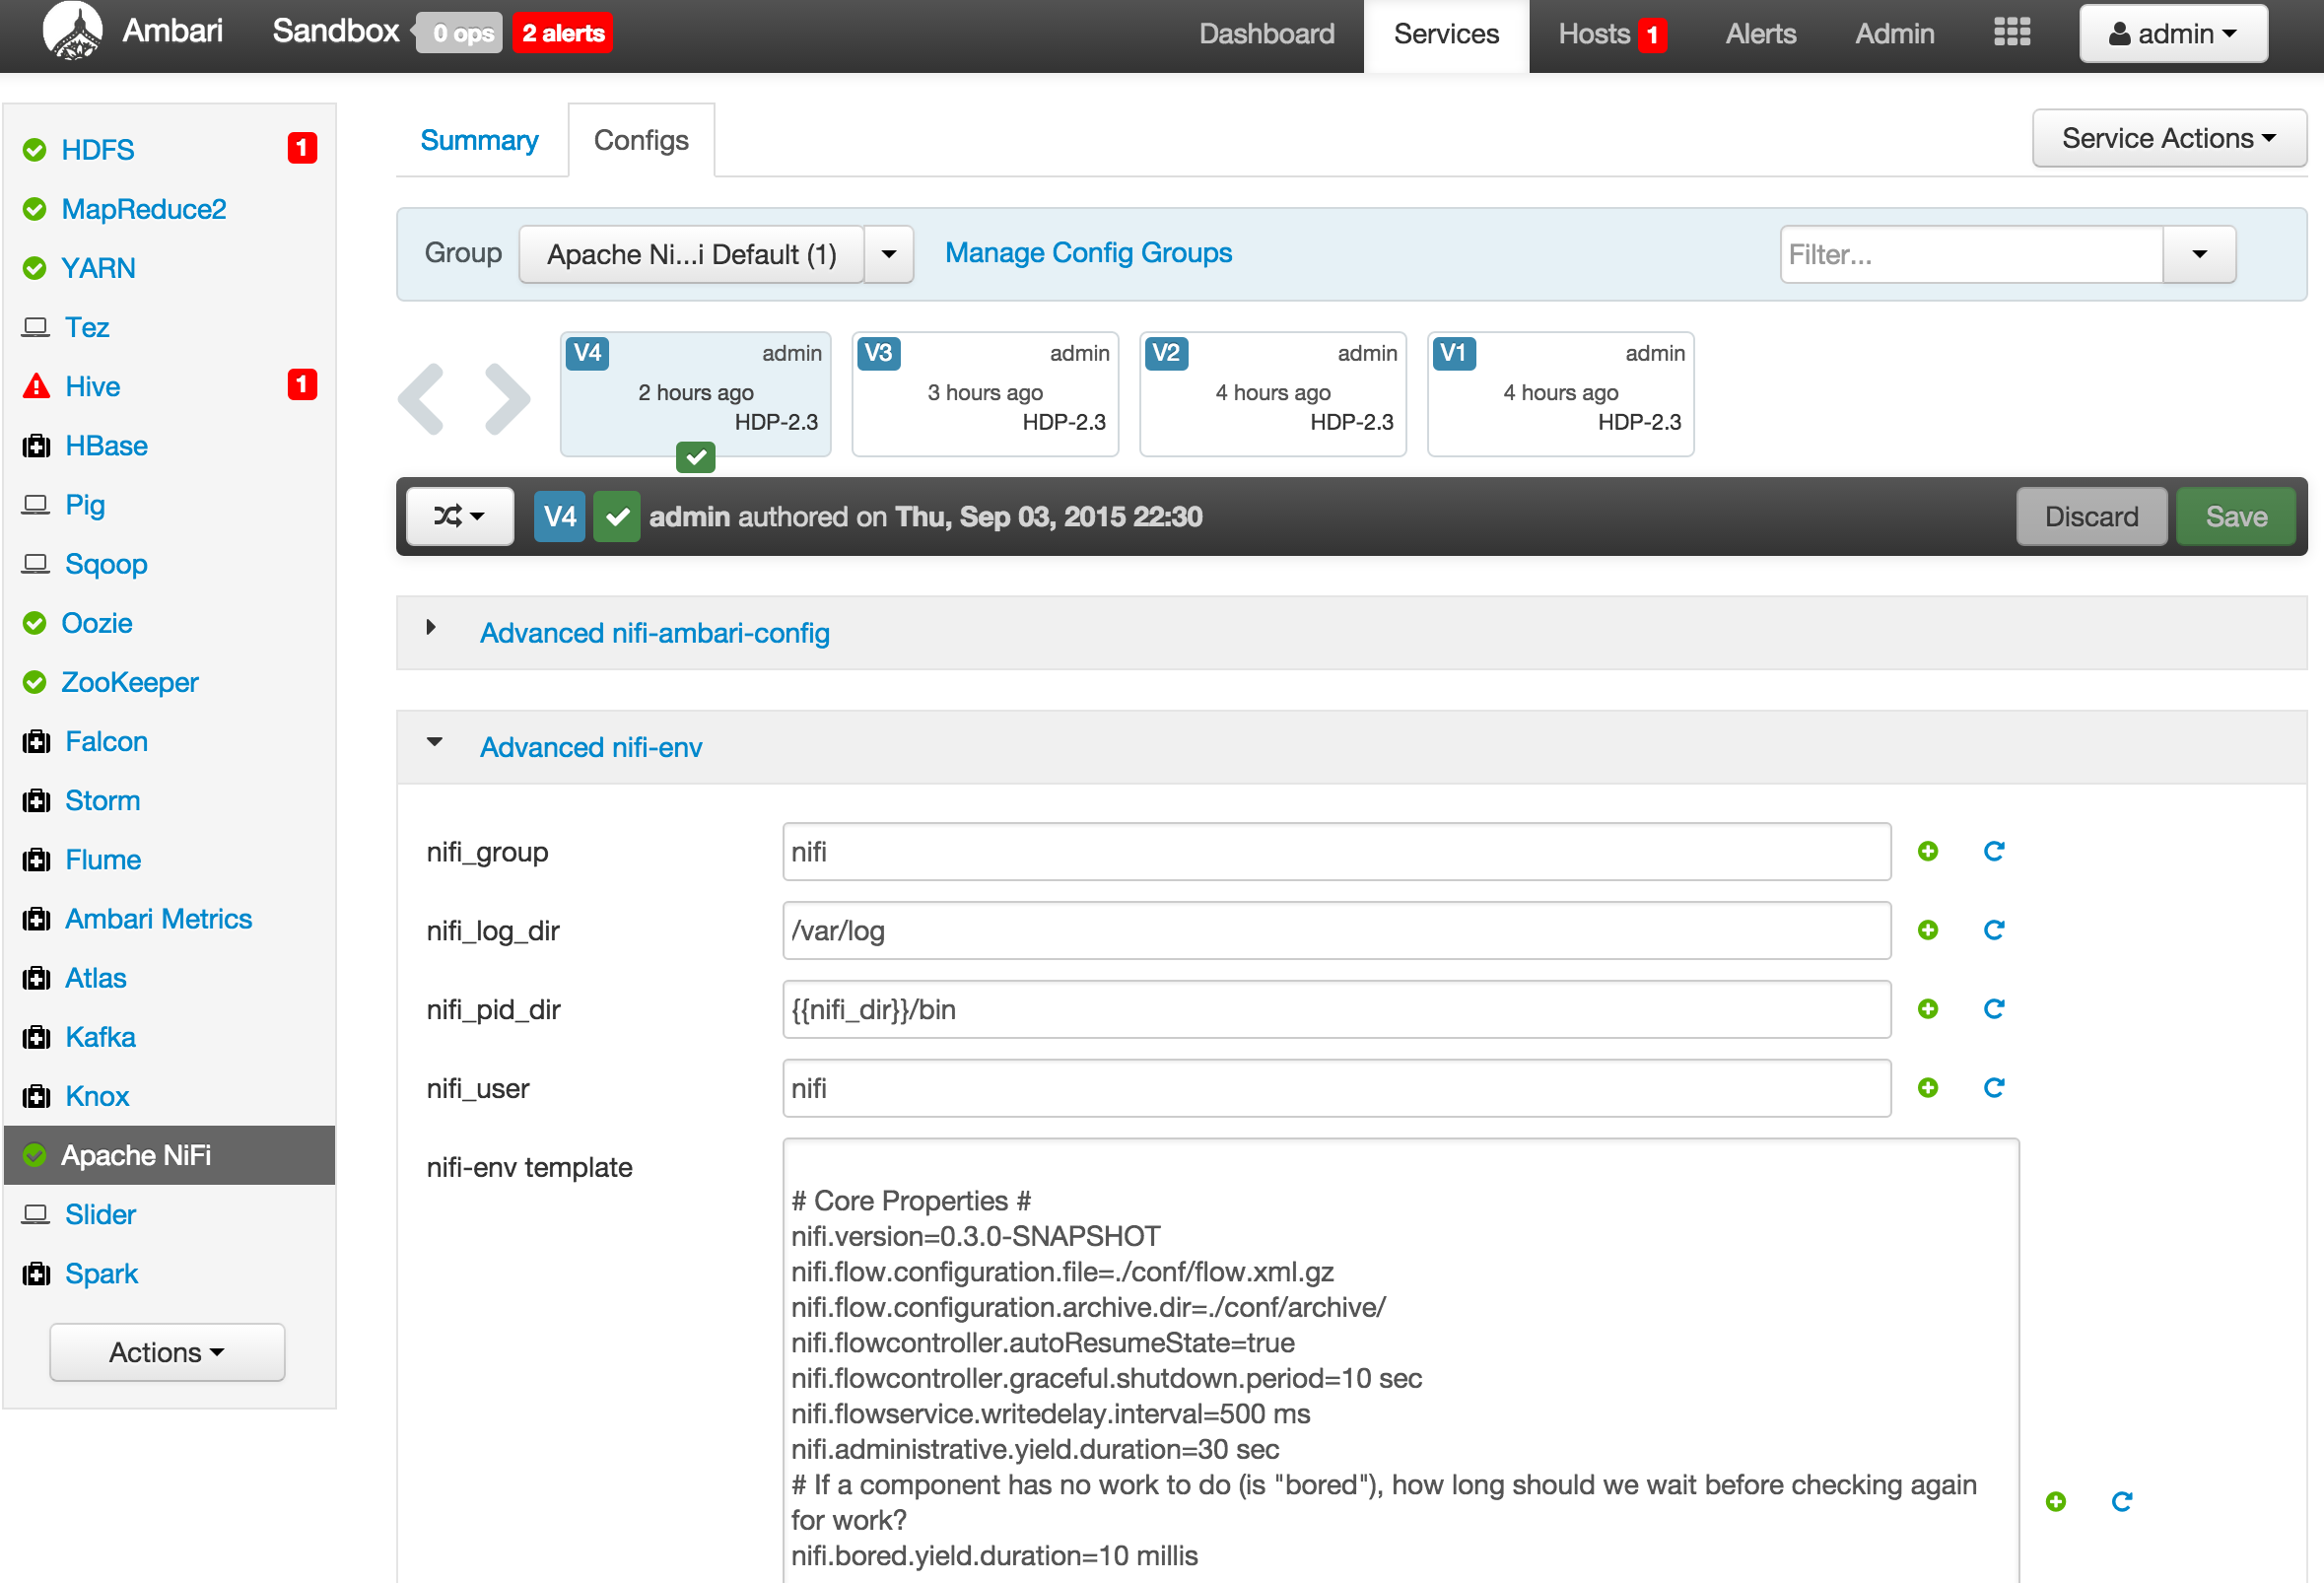 Ambari Sandbox 0 ops 2 alerts Dashboard Services Hosts 1 Alerts Admin admin
HDFS 1
MapReduce2
YARN
Tez
Hive 1
HBase
Pig
Sqoop
Oozie
ZooKeeper
Falcon
Storm
Flume
Ambari Metrics
Atlas
Kafka
Knox
Apache NiFi
Slider
Spark
Actions
Summary Configs Service Actions
Group Apache Ni...i Default (1) Manage Config Groups Filter...
V4 admin
2 hours ago
HDP-2.3
V3 admin
3 hours ago
HDP-2.3
V2 admin
4 hours ago
HDP-2.3
V1 admin
4 hours ago
HDP-2.3
V4 admin authored on Thu, Sep 03, 2015 22:30 Discard Save
Advanced nifi-ambari-config
Advanced nifi-env
nifi_group nifi
nifi_log_dir /var/log
nifi_pid_dir {{nifi_dir}}/bin
nifi_user nifi
nifi-env template
# Core Properties #
nifi.version=0.3.0-SNAPSHOT
nifi.flow.configuration.file=./conf/flow.xml.gz
nifi.flow.configuration.archive.dir=./conf/archive/
nifi.flowcontroller.autoResumeState=true
nifi.flowcontroller.graceful.shutdown.period=10 sec
nifi.flowservice.writedelay.interval=500 ms
nifi.administrative.yield.duration=30 sec
# If a component has no work to do (is "bored"), how long should we wait before checking again
for work?
nifi.bored.yield.duration=10 millis